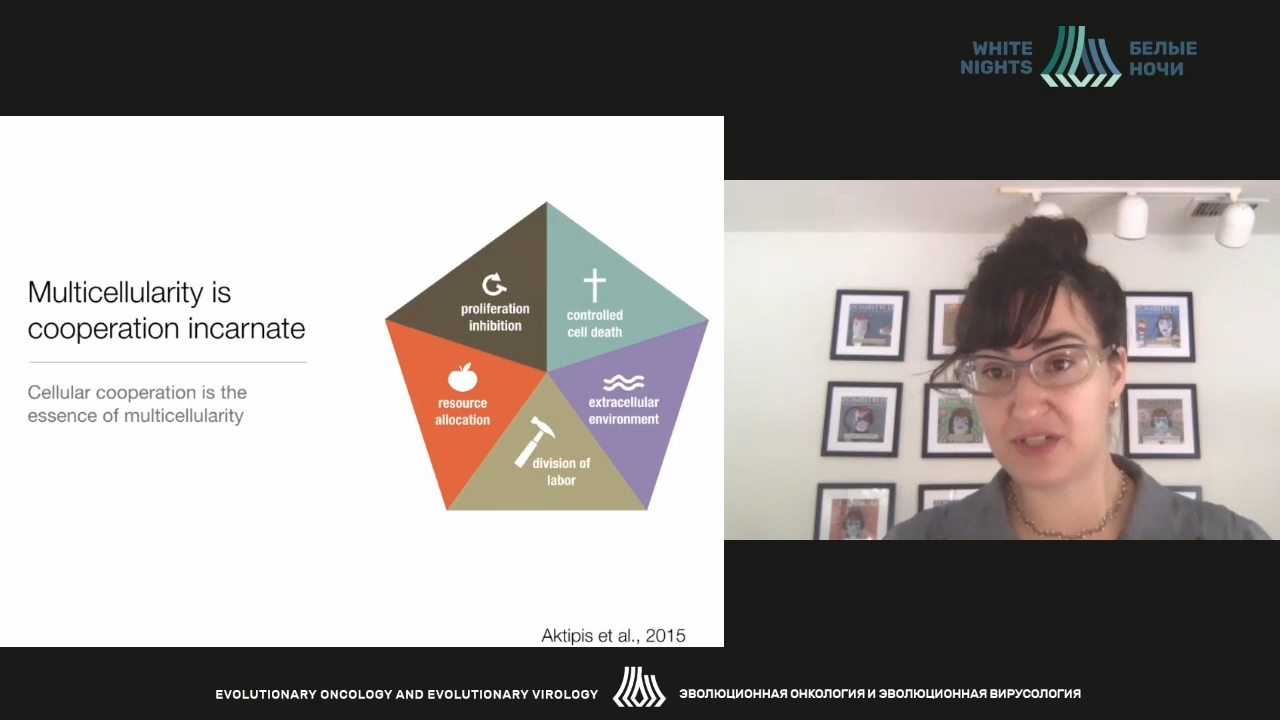 WHITE
NIGHTS
БЕЛЫЕ
НОЧИ
Multicellularity is
cooperation incarnate
Cellular cooperation is the
essence of multicellularity
proliferation
inhibition
controlled
cell death
resource
allocation
extracellular
environment
division of
labor
Aktipis et al., 2015
EVOLUTIONARY ONCOLOGY AND EVOLUTIONARY VIROLOGY
ЭВОЛЮЦИОННАЯ ОНКОЛОГИЯ И ЭВОЛЮЦИОННАЯ ВИРУСОЛОГИЯ